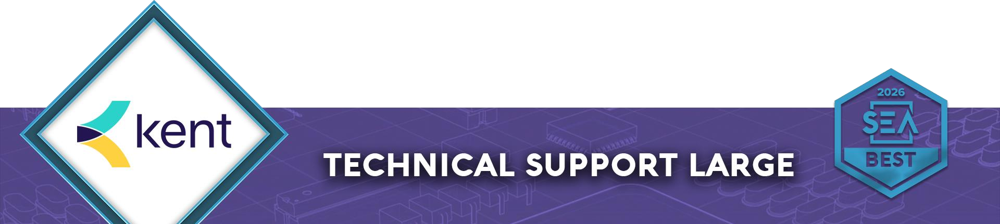 kent
TECHNICAL SUPPORT LARGE
2026
SEA
BEST